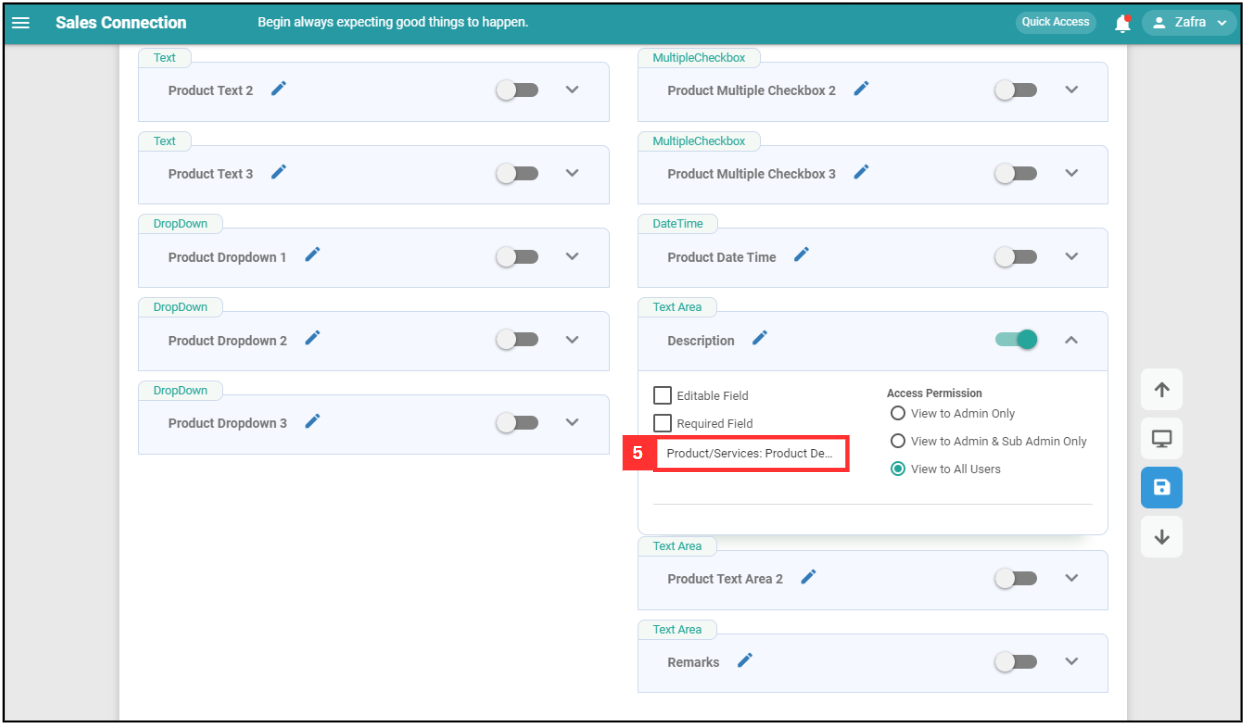 Sales Connection
Begin always expecting good things to happen.
Quick Access
Zafra
Text
Product Text 2
Text
Product Text 3
DropDown
Product Dropdown 1
DropDown
Product Dropdown 2
DropDown
Product Dropdown 3
MultipleCheckbox
Product Multiple Checkbox 2
MultipleCheckbox
Product Multiple Checkbox 3
DateTime
Product Date Time
Text Area
Description
Editable Field
Required Field
5
Product/Services: Product De...
Access Permission
View to Admin Only
View to Admin & Sub Admin Only
View to All Users
Text Area
Product Text Area 2
Text Area
Remarks